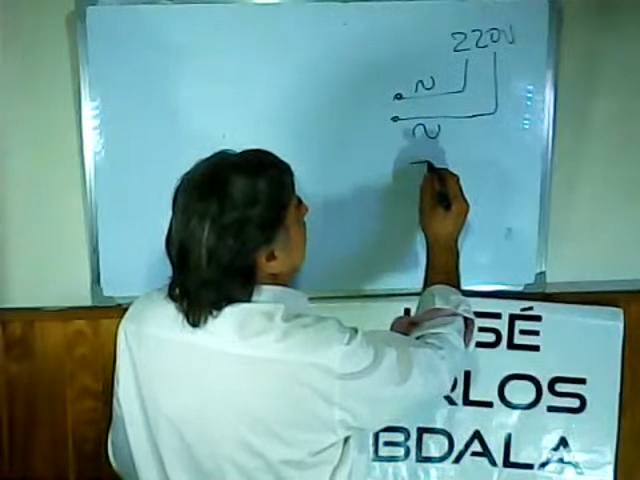 220V
~
~
SÉ
RLOS
BDALA